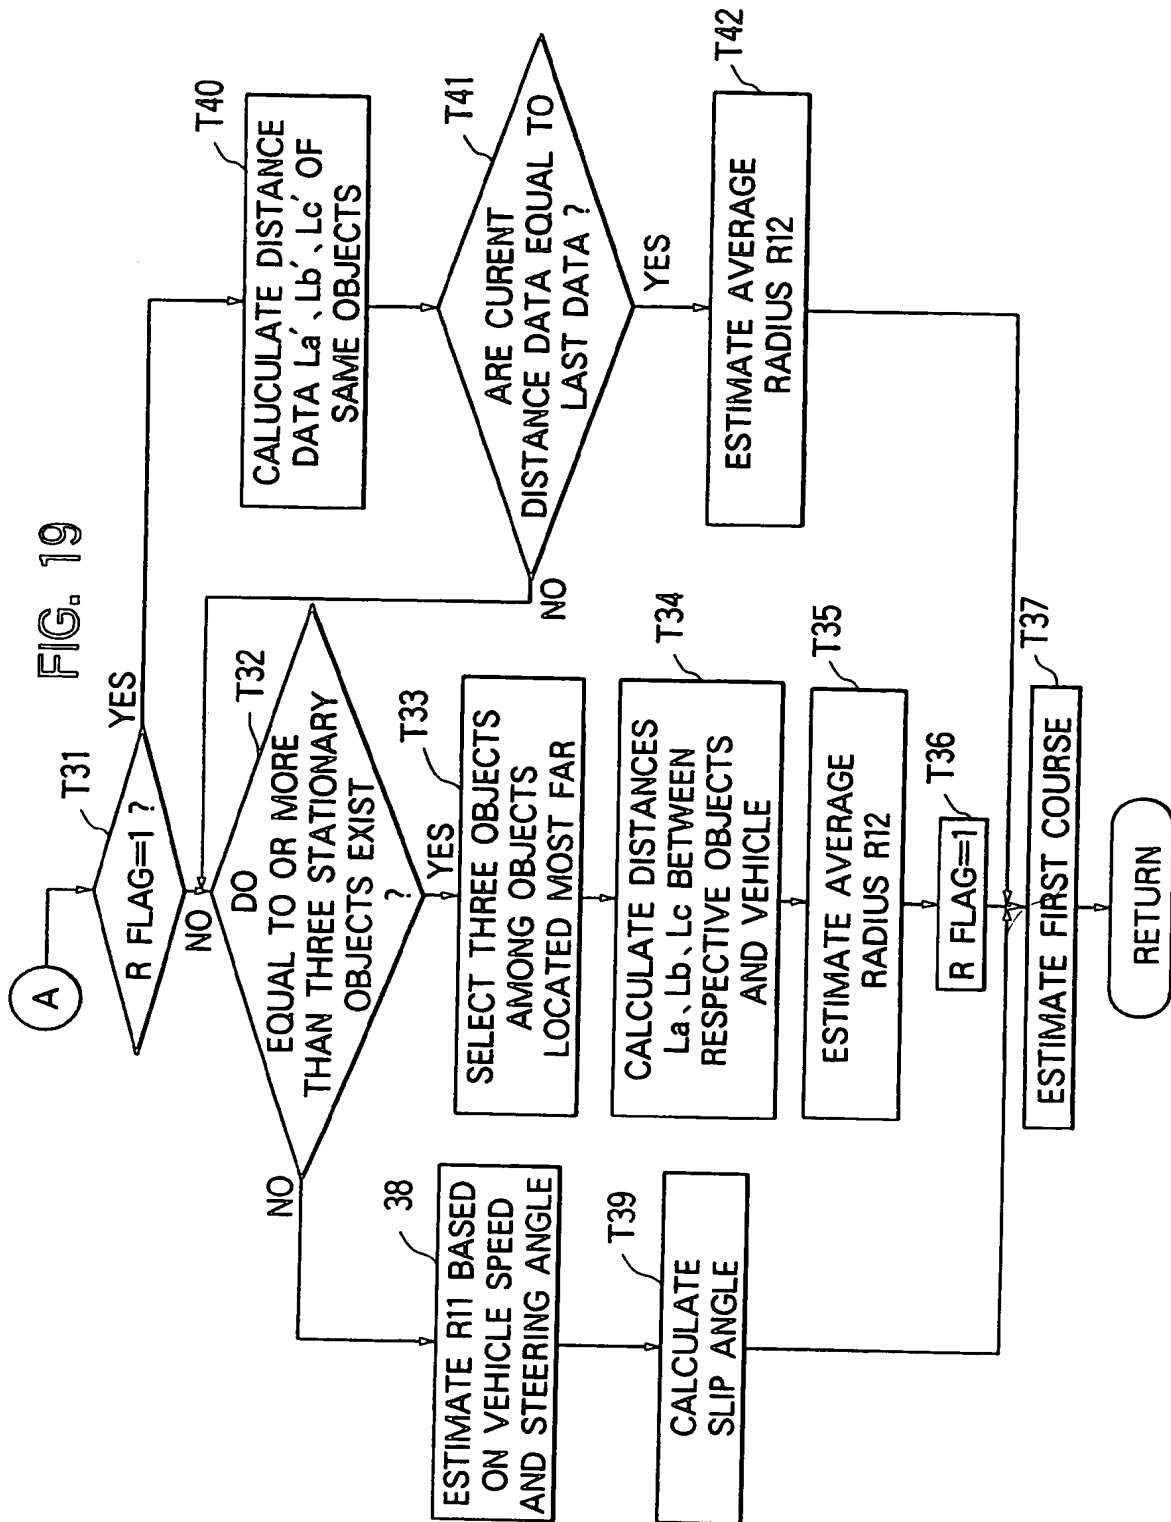 FIG. 19
A
T31
R FLAG=1 ?
YES
NO
T32
DO
EQUAL TO OR MORE
THAN THREE STATIONARY
OBJECTS EXIST
?
YES
NO
T33
SELECT THREE OBJECTS
AMONG OBJECTS
LOCATED MOST FAR
T34
CALCULATE DISTANCES
La、Lb、Lc BETWEEN
RESPECTIVE OBJECTS
AND VEHICLE
T35
ESTIMATE AVERAGE
RADIUS R12
T36
R FLAG=1
T37
ESTIMATE FIRST COURSE
RETURN
38
ESTIMATE R11 BASED
ON VEHICLE SPEED
AND STEERING ANGLE
T39
CALCULATE
SLIP ANGLE
T40
CALUCULATE DISTANCE
DATA La′、Lb′、Lc′ OF
SAME OBJECTS
T41
ARE CURENT
DISTANCE DATA EQUAL TO
LAST DATA ?
NO
YES
T42
ESTIMATE AVERAGE
RADIUS R12